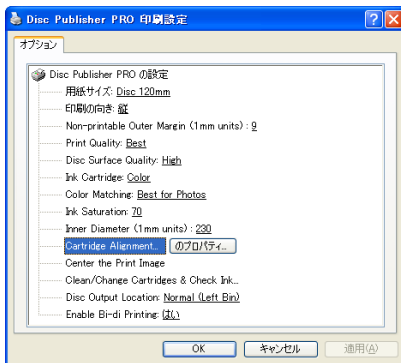 Disc Publisher PRO 印刷設定
オプション
Disc Publisher PRO の設定
用紙サイズ: Disc 120mm
印刷の向き: 縦
Non-printable Outer Margin (1mm units) : 9
Print Quality: Best
Disc Surface Quality: High
Ink Cartridge: Color
Color Matching: Best for Photos
Ink Saturation: 70
Inner Diameter (1mm units) : 230
Cartridge Alignment... のプロパティ...
Center the Print Image
Clean/Change Cartridges & Check Ink...
Disc Output Location: Normal (Left Bin)
Enable Bi-di Printing: はい
OK キャンセル 適用(A)